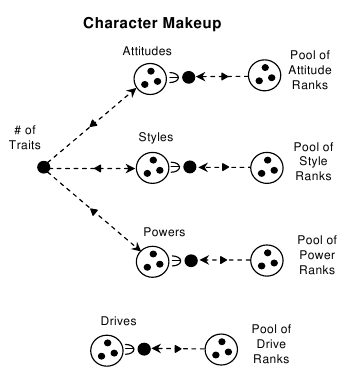 Character Makeup
Attitudes
Pool of
Attitude
Ranks
# of
Traits
Styles
Pool of
Style
Ranks
Powers
Pool of
Power
Ranks
Drives
Pool of
Drive
Ranks